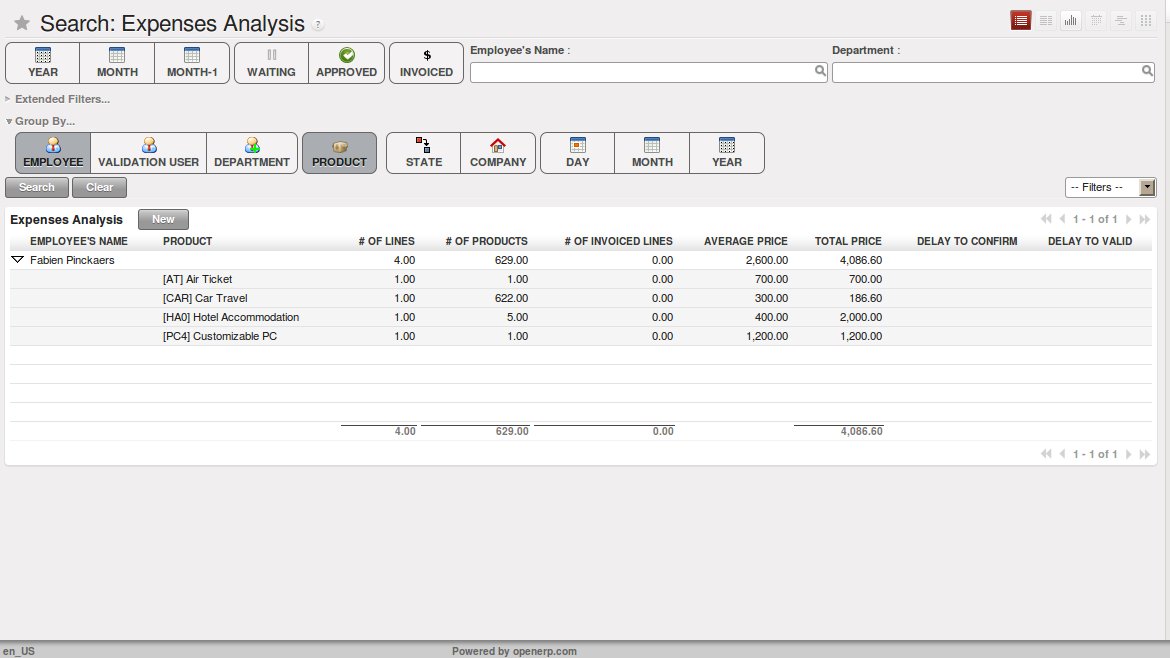 Search: Expenses Analysis ?
YEAR MONTH MONTH-1 WAITING APPROVED $ INVOICED
Employee's Name :
Department :
Extended Filters...
Group By...
EMPLOYEE VALIDATION USER DEPARTMENT PRODUCT STATE COMPANY DAY MONTH YEAR
Search Clear
-- Filters --
Expenses Analysis New 1 - 1 of 1
EMPLOYEE'S NAME PRODUCT # OF LINES # OF PRODUCTS # OF INVOICED LINES AVERAGE PRICE TOTAL PRICE DELAY TO CONFIRM DELAY TO VALID
Fabien Pinckaers 4.00 629.00 0.00 2,600.00 4,086.60
[AT] Air Ticket 1.00 1.00 0.00 700.00 700.00
[CAR] Car Travel 1.00 622.00 0.00 300.00 186.60
[HA0] Hotel Accommodation 1.00 5.00 0.00 400.00 2,000.00
[PC4] Customizable PC 1.00 1.00 0.00 1,200.00 1,200.00
4.00 629.00 0.00 4,086.60
1 - 1 of 1
en_US Powered by openerp.com